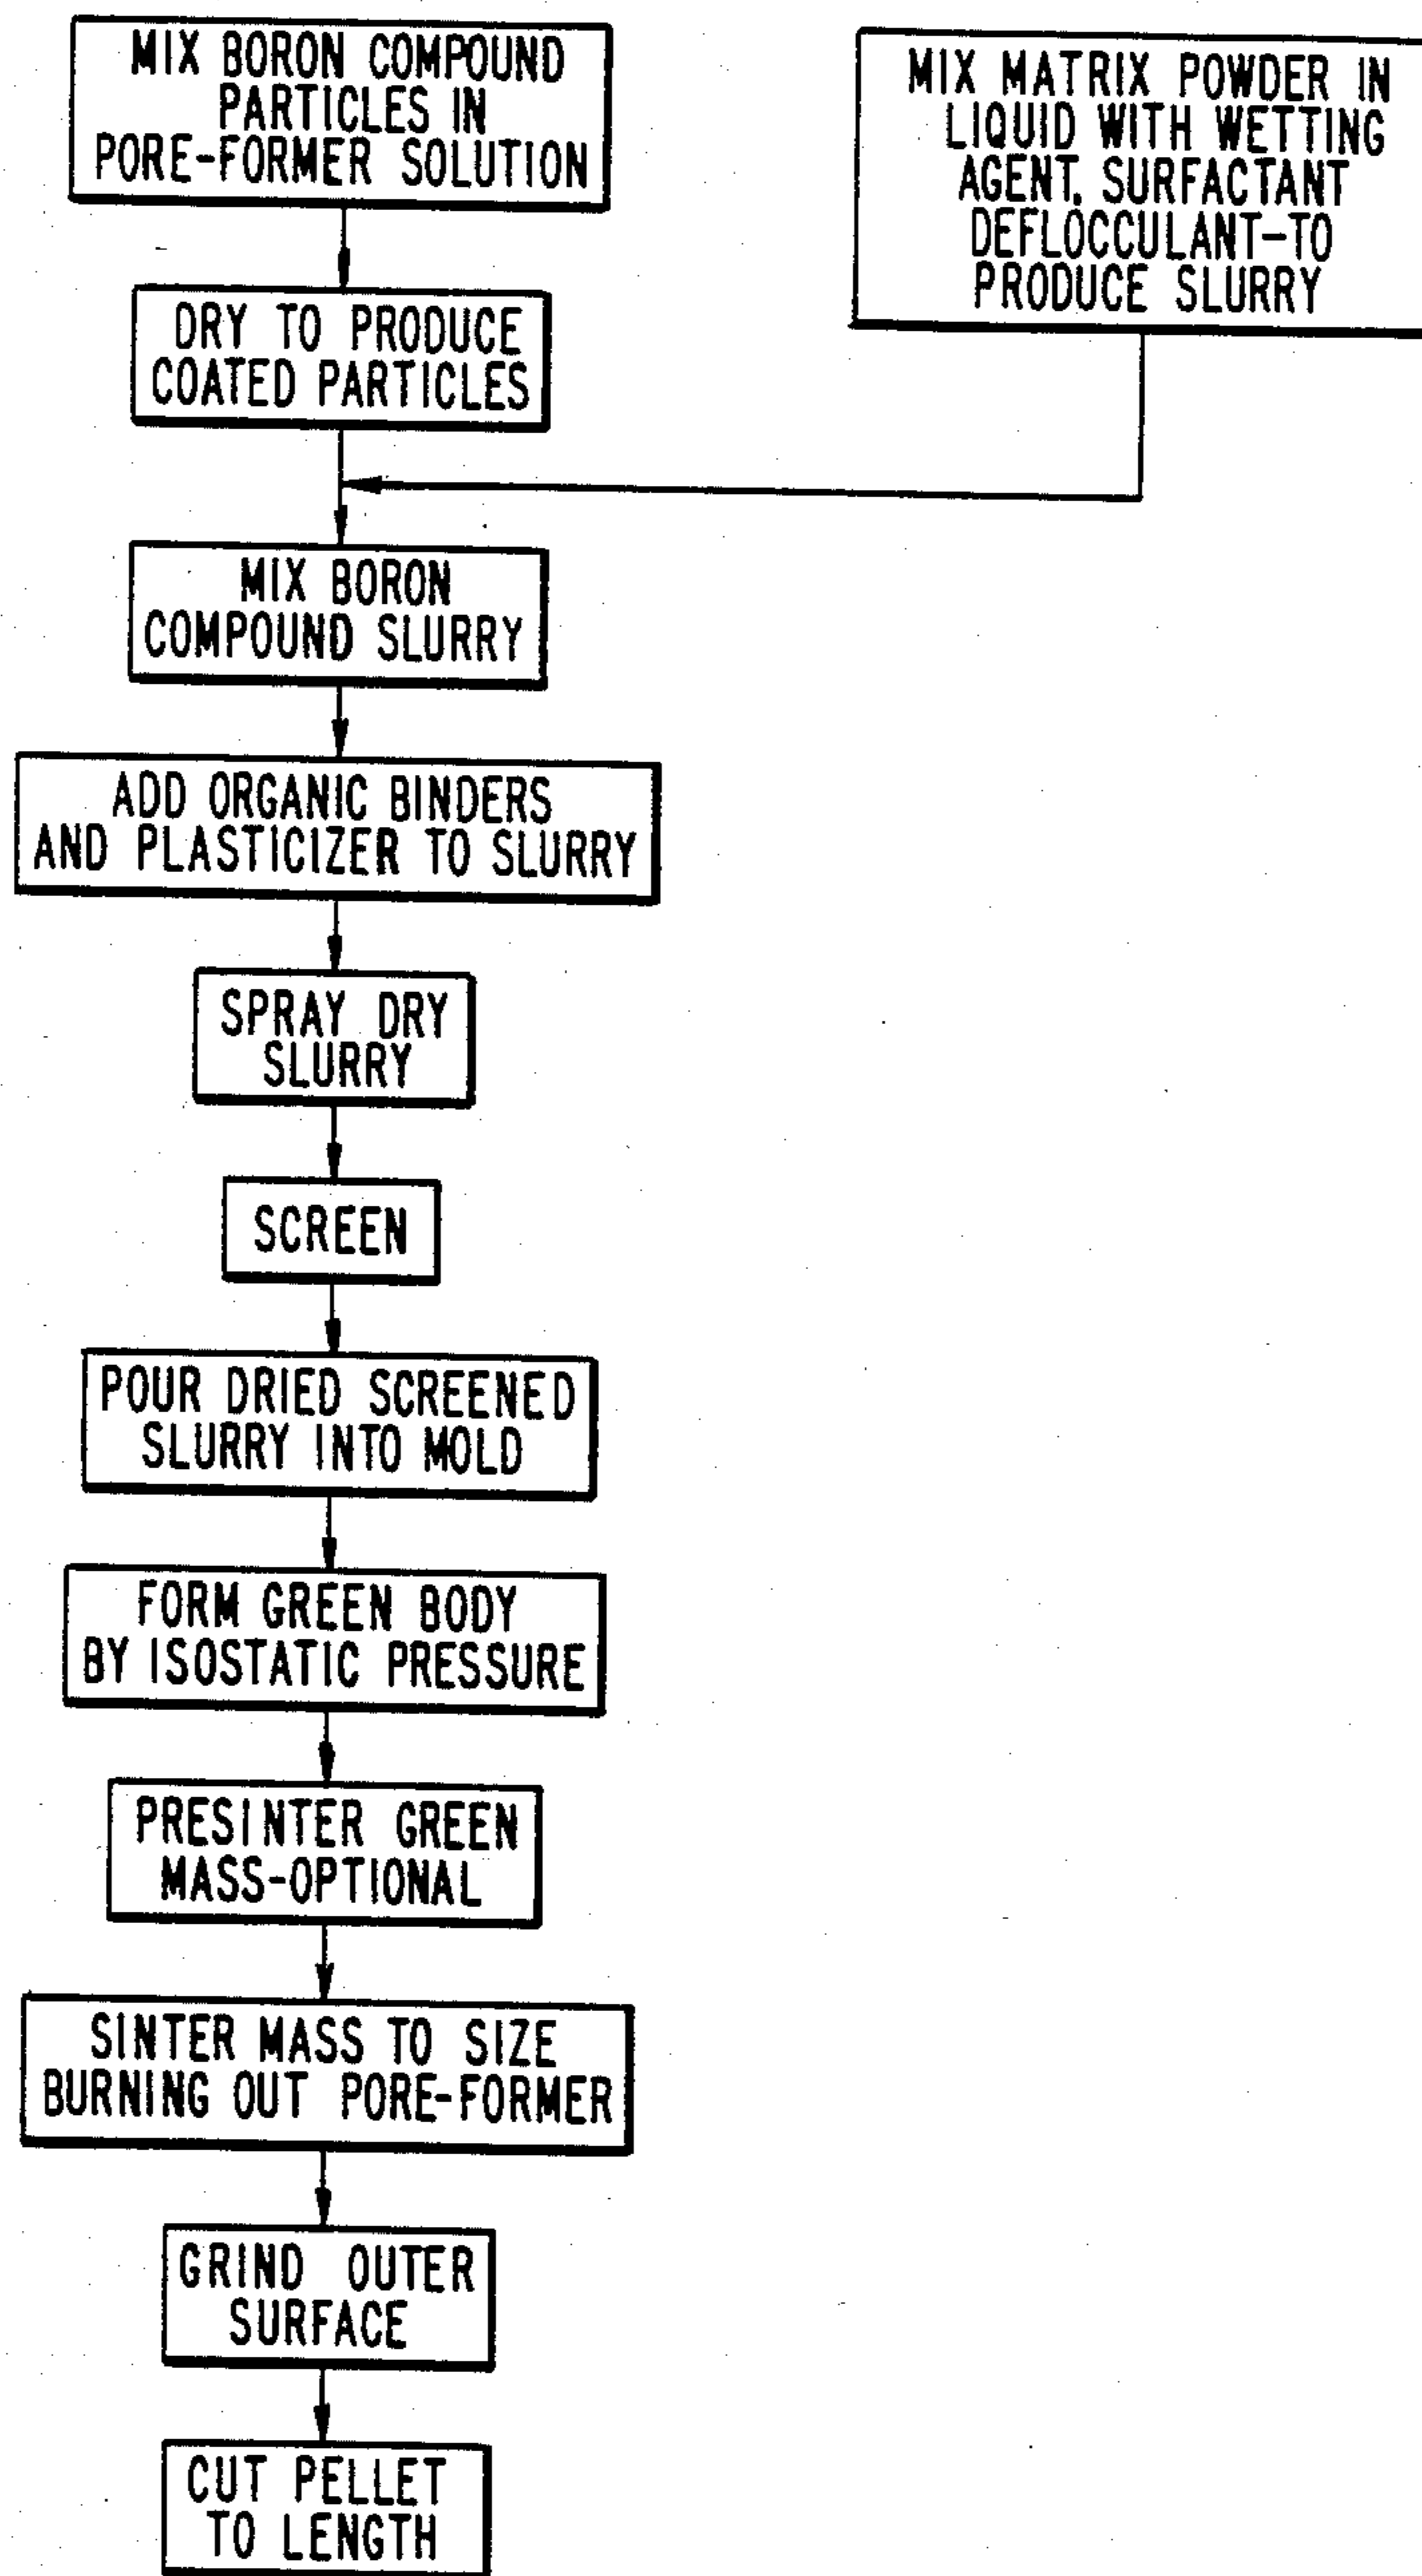 MIX BORON COMPOUND
PARTICLES IN
PORE-FORMER SOLUTION
MIX MATRIX POWDER IN
LIQUID WITH WETTING
AGENT, SURFACTANT
DEFLOCCULANT-TO
PRODUCE SLURRY
DRY TO PRODUCE
COATED PARTICLES
MIX BORON
COMPOUND SLURRY
ADD ORGANIC BINDERS
AND PLASTICIZER TO SLURRY
SPRAY DRY
SLURRY
SCREEN
POUR DRIED SCREENED
SLURRY INTO MOLD
FORM GREEN BODY
BY ISOSTATIC PRESSURE
PRESINTER GREEN
MASS-OPTIONAL
SINTER MASS TO SIZE
BURNING OUT PORE-FORMER
GRIND OUTER
SURFACE
CUT PELLET
TO LENGTH